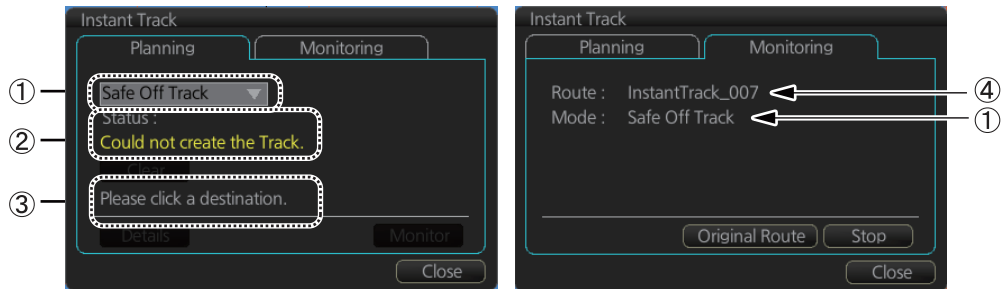 Instant Track
Planning
Monitoring
① Safe Off Track
Status :
② Could not create the Track.
Clear
③ Please click a destination.
Details
Monitor
Close
Instant Track
Planning
Monitoring
Route : InstantTrack_007 ④
Mode : Safe Off Track ①
Original Route
Stop
Close